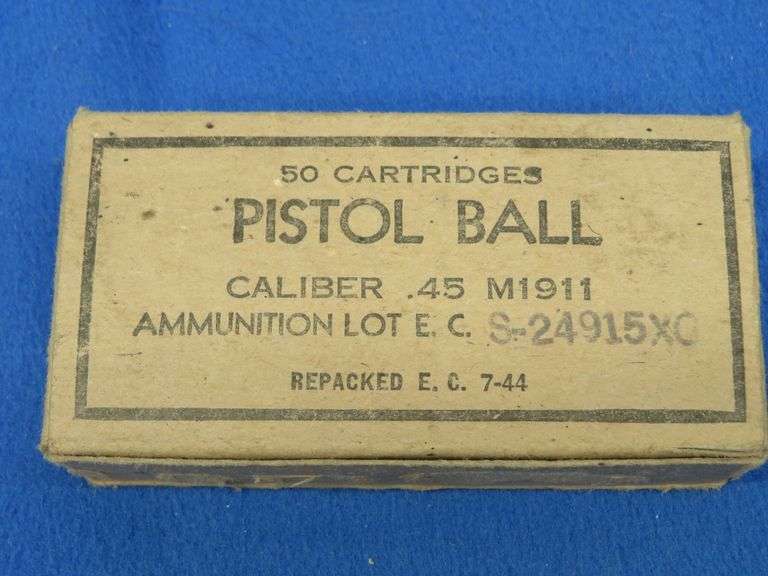 50 CARTRIDGES
PISTOL BALL
CALIBER .45 M1911
AMMUNITION LOT E. C. S-24915XC
REPACKED E. C. 7-44